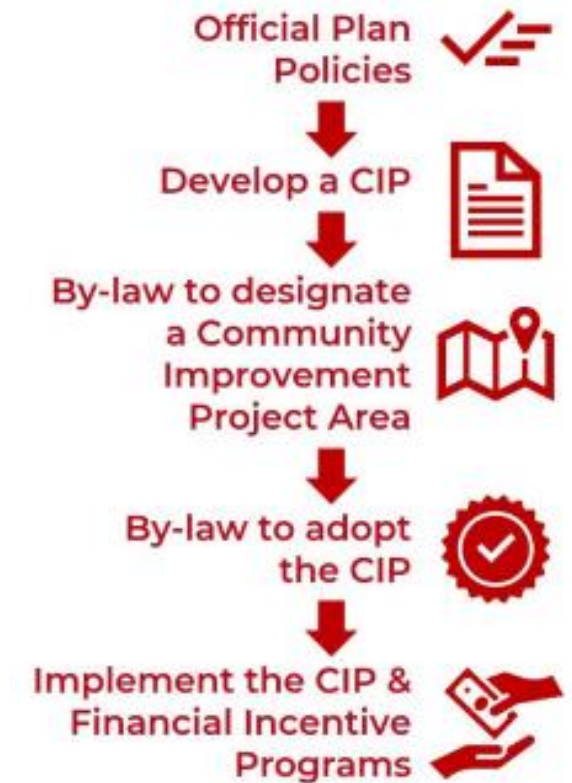 Official Plan
Policies
Develop a CIP
By-law to designate
a Community
Improvement
Project Area
By-law to adopt
the CIP
Implement the CIP &
Financial Incentive
Programs